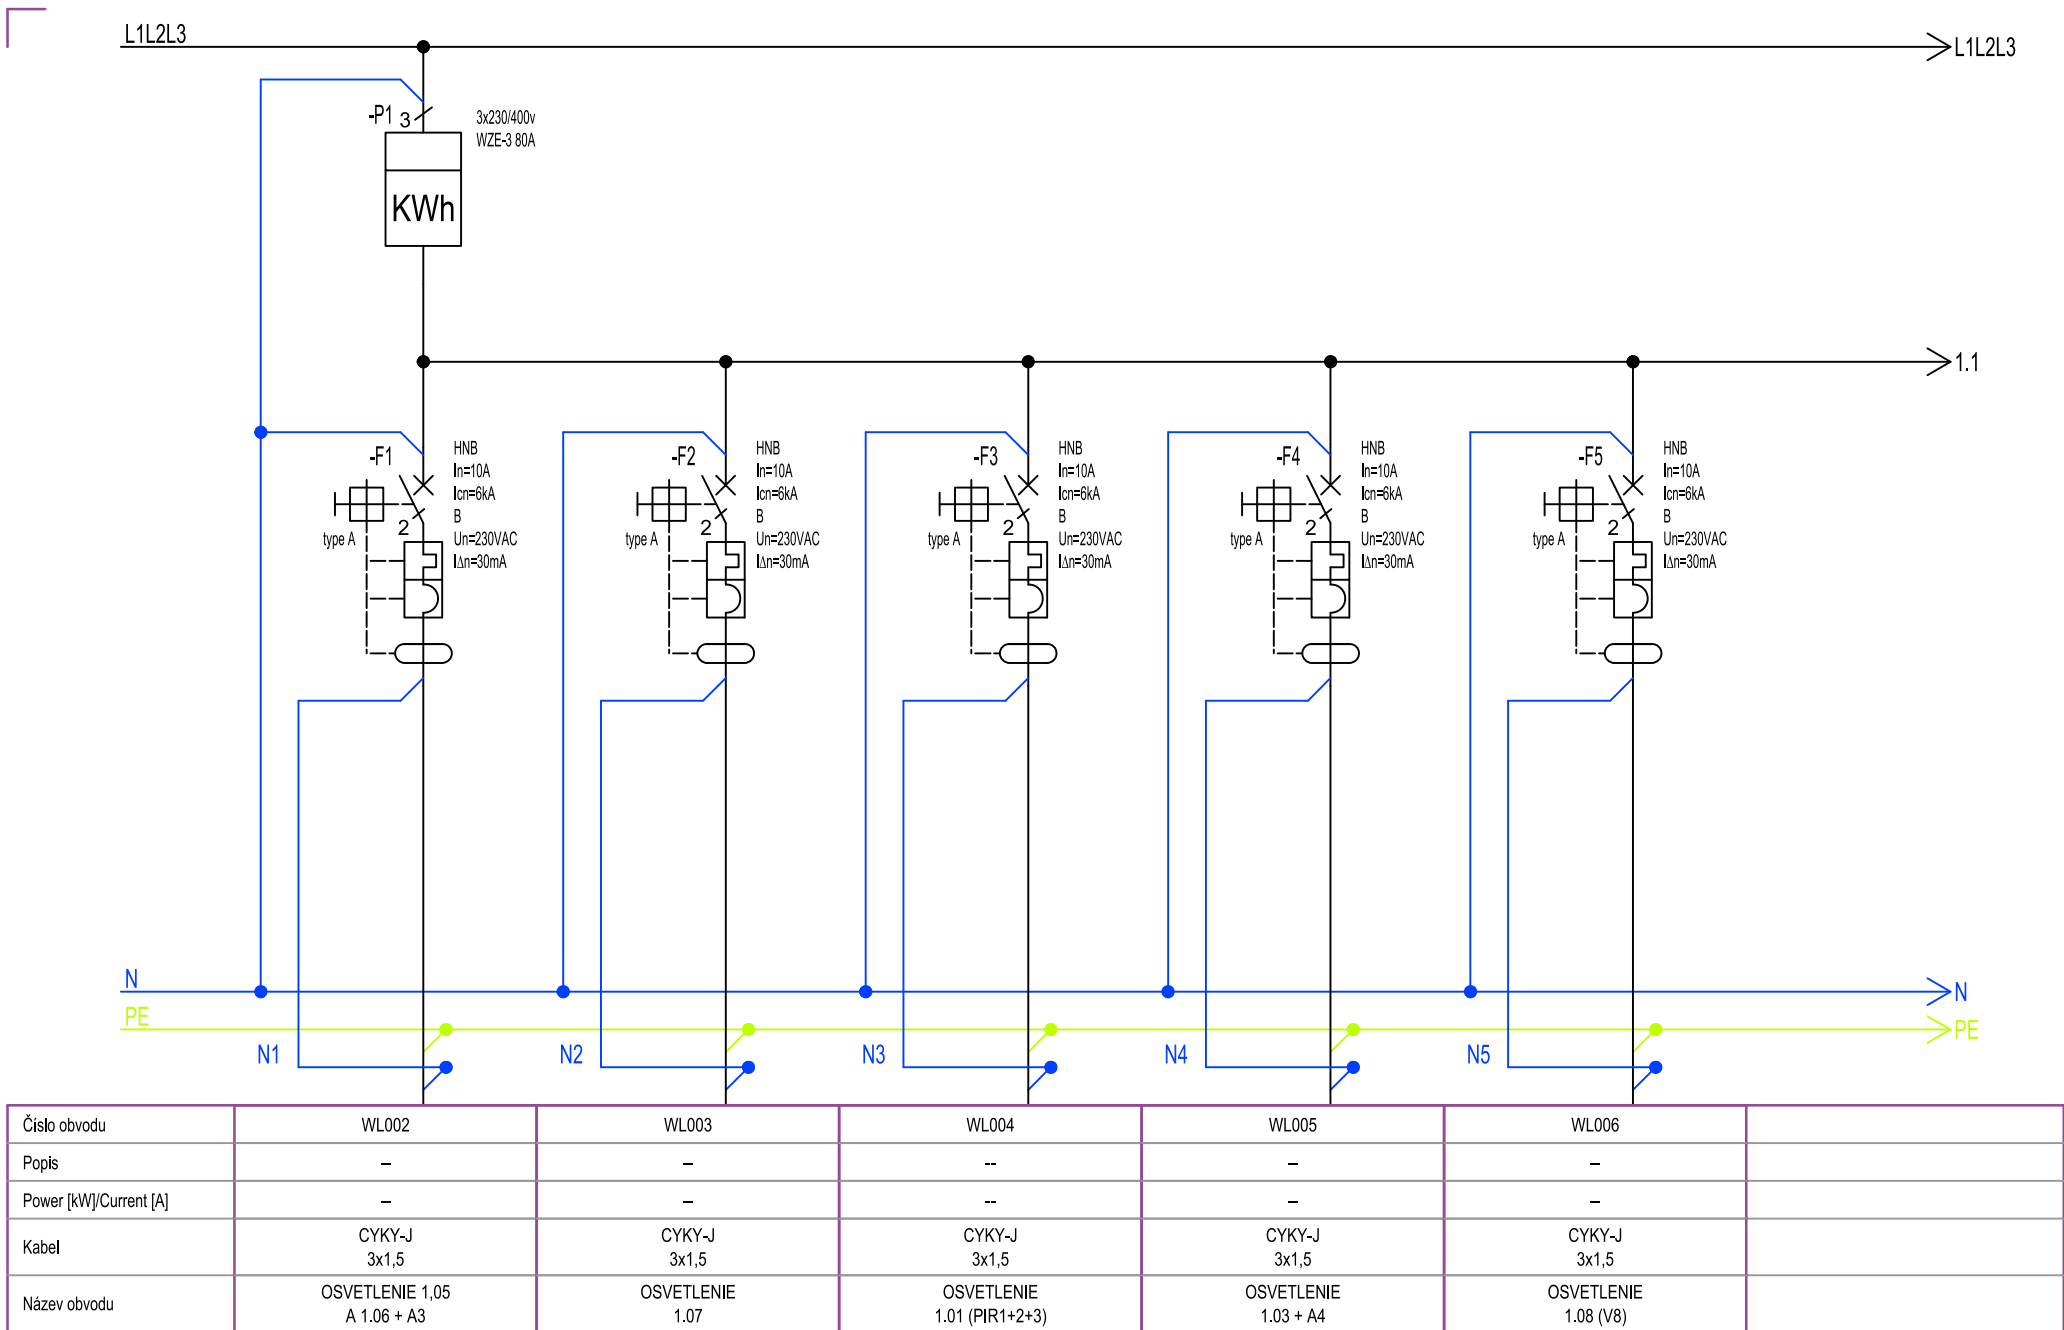 L1L2L3
L1L2L3
-P1
3
3x230/400v
WZE-3 80A
KWh
1.1
-F1
HNB
In=10A
Icn=6kA
B
Un=230VAC
IΔn=30mA
2
type A
-F2
HNB
In=10A
Icn=6kA
B
Un=230VAC
IΔn=30mA
2
type A
-F3
HNB
In=10A
Icn=6kA
B
Un=230VAC
IΔn=30mA
2
type A
-F4
HNB
In=10A
Icn=6kA
B
Un=230VAC
IΔn=30mA
2
type A
-F5
HNB
In=10A
Icn=6kA
B
Un=230VAC
IΔn=30mA
2
type A
N
N
PE
PE
N1
N2
N3
N4
N5
Číslo obvodu WL002 WL003 WL004 WL005 WL006
Popis – – -- – –
Power [kW]/Current [A] – – -- – –
Kabel
CYKY-J
3x1,5
CYKY-J
3x1,5
CYKY-J
3x1,5
CYKY-J
3x1,5
CYKY-J
3x1,5
Název obvodu
OSVETLENIE 1,05
A 1.06 + A3
OSVETLENIE
1.07
OSVETLENIE
1.01 (PIR1+2+3)
OSVETLENIE
1.03 + A4
OSVETLENIE
1.08 (V8)